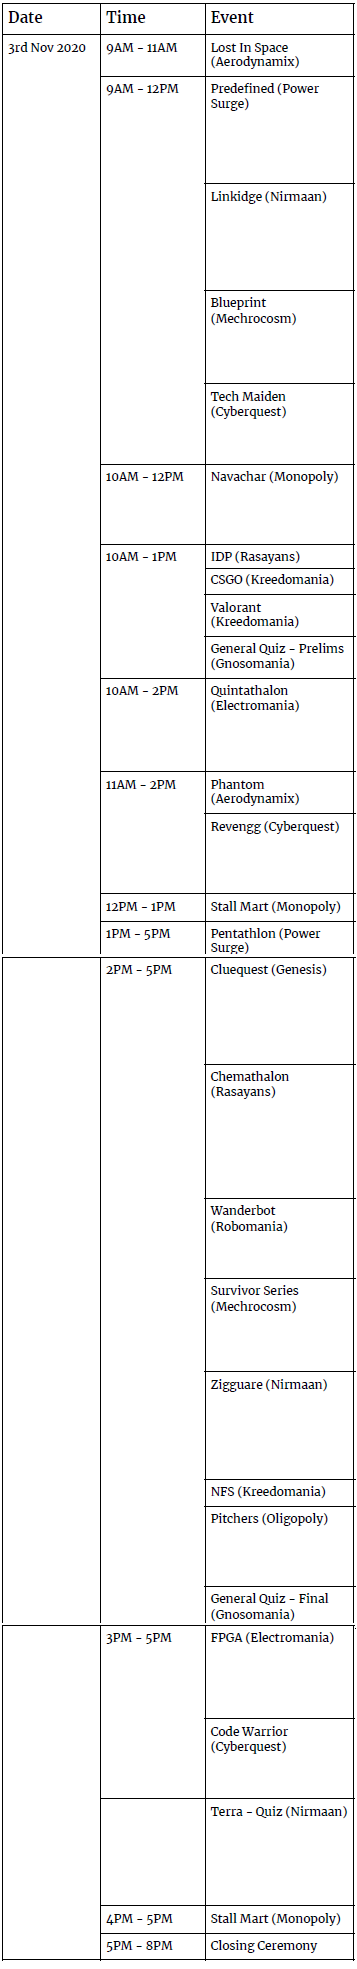 Date Time Event
3rd Nov 2020 9AM - 11AM Lost In Space
(Aerodynamix)
9AM - 12PM Predefined (Power
Surge)
Linkidge (Nirmaan)
Blueprint
(Mechrocosm)
Tech Maiden
(Cyberquest)
10AM - 12PM Navachar (Monopoly)
10AM - 1PM IDP (Rasayans)
CSGO (Kreedomania)
Valorant
(Kreedomania)
General Quiz - Prelims
(Gnosomania)
10AM - 2PM Quintathalon
(Electromania)
11AM - 2PM Phantom
(Aerodynamix)
Revengg (Cyberquest)
12PM - 1PM Stall Mart (Monopoly)
1PM - 5PM Pentathlon (Power
Surge)
2PM - 5PM Cluequest (Genesis)
Chemathalon
(Rasayans)
Wanderbot
(Robomania)
Survivor Series
(Mechrocosm)
Zigguare (Nirmaan)
NFS (Kreedomania)
Pitchers (Oligopoly)
General Quiz - Final
(Gnosomania)
3PM - 5PM FPGA (Electromania)
Code Warrior
(Cyberquest)
Terra - Quiz (Nirmaan)
4PM - 5PM Stall Mart (Monopoly)
5PM - 8PM Closing Ceremony